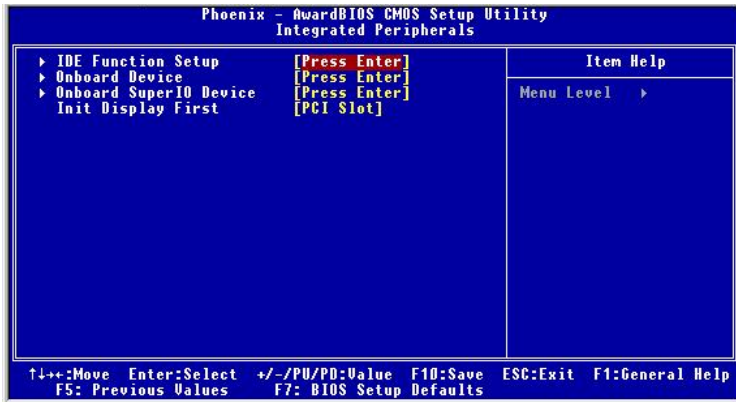 Phoenix - AwardBIOS CMOS Setup Utility
Integrated Peripherals
▸ IDE Function Setup [Press Enter]
▸ Onboard Device [Press Enter]
▸ Onboard SuperIO Device [Press Enter]
Init Display First [PCI Slot]
Item Help
Menu Level ▸
↑↓→←:Move Enter:Select +/-/PU/PD:Value F10:Save ESC:Exit F1:General Help
F5: Previous Values F7: BIOS Setup Defaults